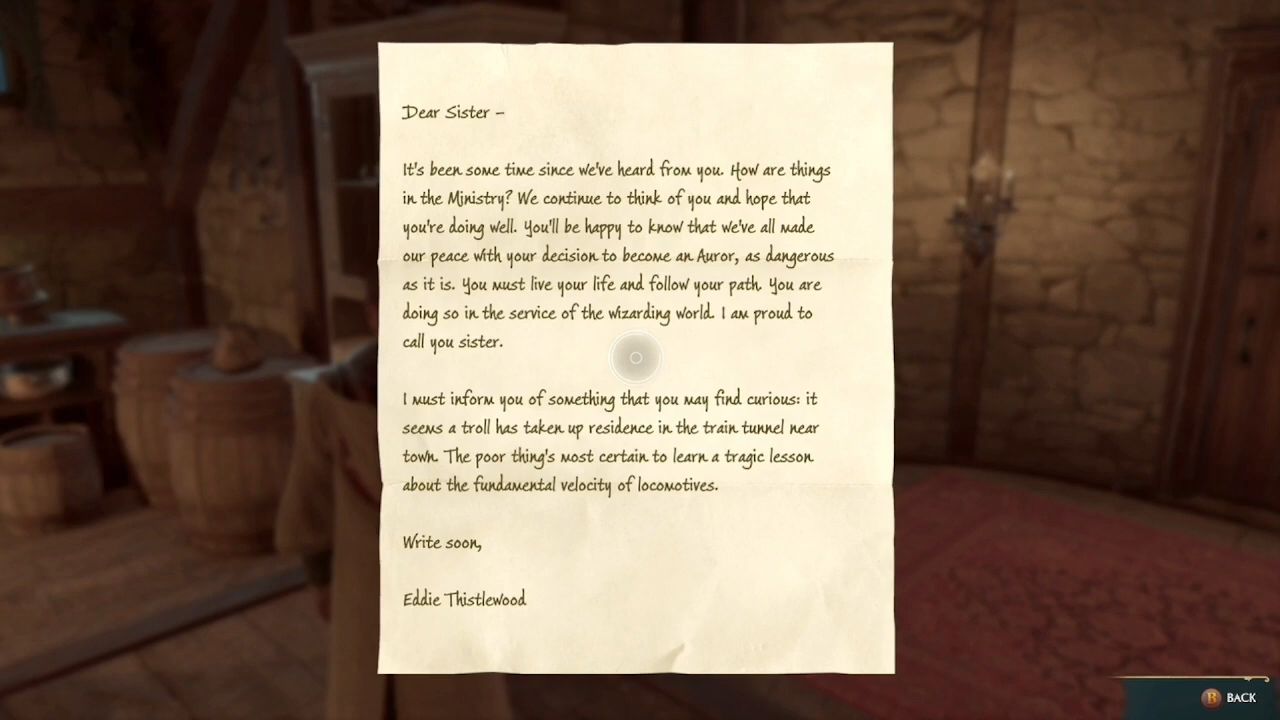 Dear Sister –
It's been some time since we've heard from you. How are things
in the Ministry? We continue to think of you and hope that
you're doing well. You'll be happy to know that we've all made
our peace with your decision to become an Auror, as dangerous
as it is. You must live your life and follow your path. You are
doing so in the service of the wizarding world. I am proud to
call you sister.
I must inform you of something that you may find curious: it
seems a troll has taken up residence in the train tunnel near
town. The poor thing's most certain to learn a tragic lesson
about the fundamental velocity of locomotives.
Write soon,
Eddie Thistlewood
B BACK